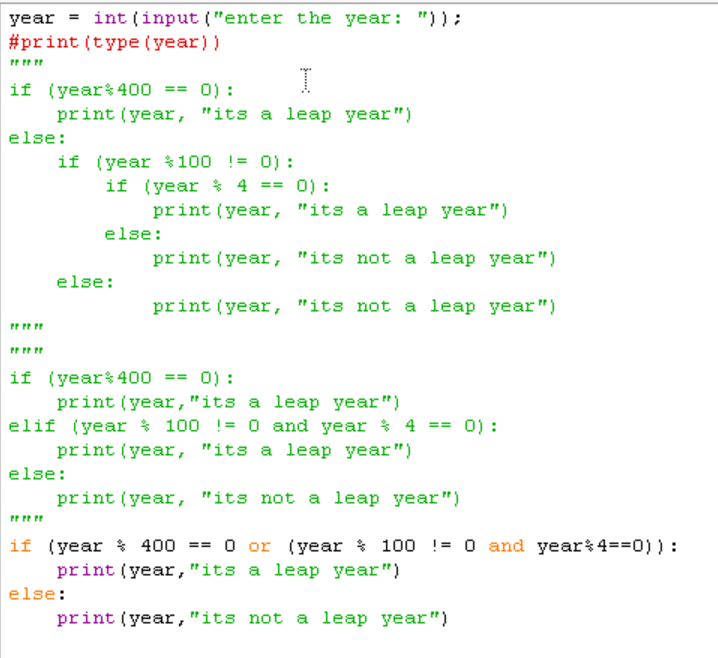 year = int(input("enter the year: "));
#print(type(year))
"""
if (year%400 == 0):
    print(year, "its a leap year")
else:
    if (year %100 != 0):
        if (year % 4 == 0):
            print(year, "its a leap year")
        else:
            print(year, "its not a leap year")
    else:
            print(year, "its not a leap year")
"""
"""
if (year%400 == 0):
    print(year,"its a leap year")
elif (year % 100 != 0 and year % 4 == 0):
    print(year, "its a leap year")
else:
    print(year, "its not a leap year")
"""
if (year % 400 == 0 or (year % 100 != 0 and year%4==0)):
    print(year,"its a leap year")
else:
    print(year,"its not a leap year")